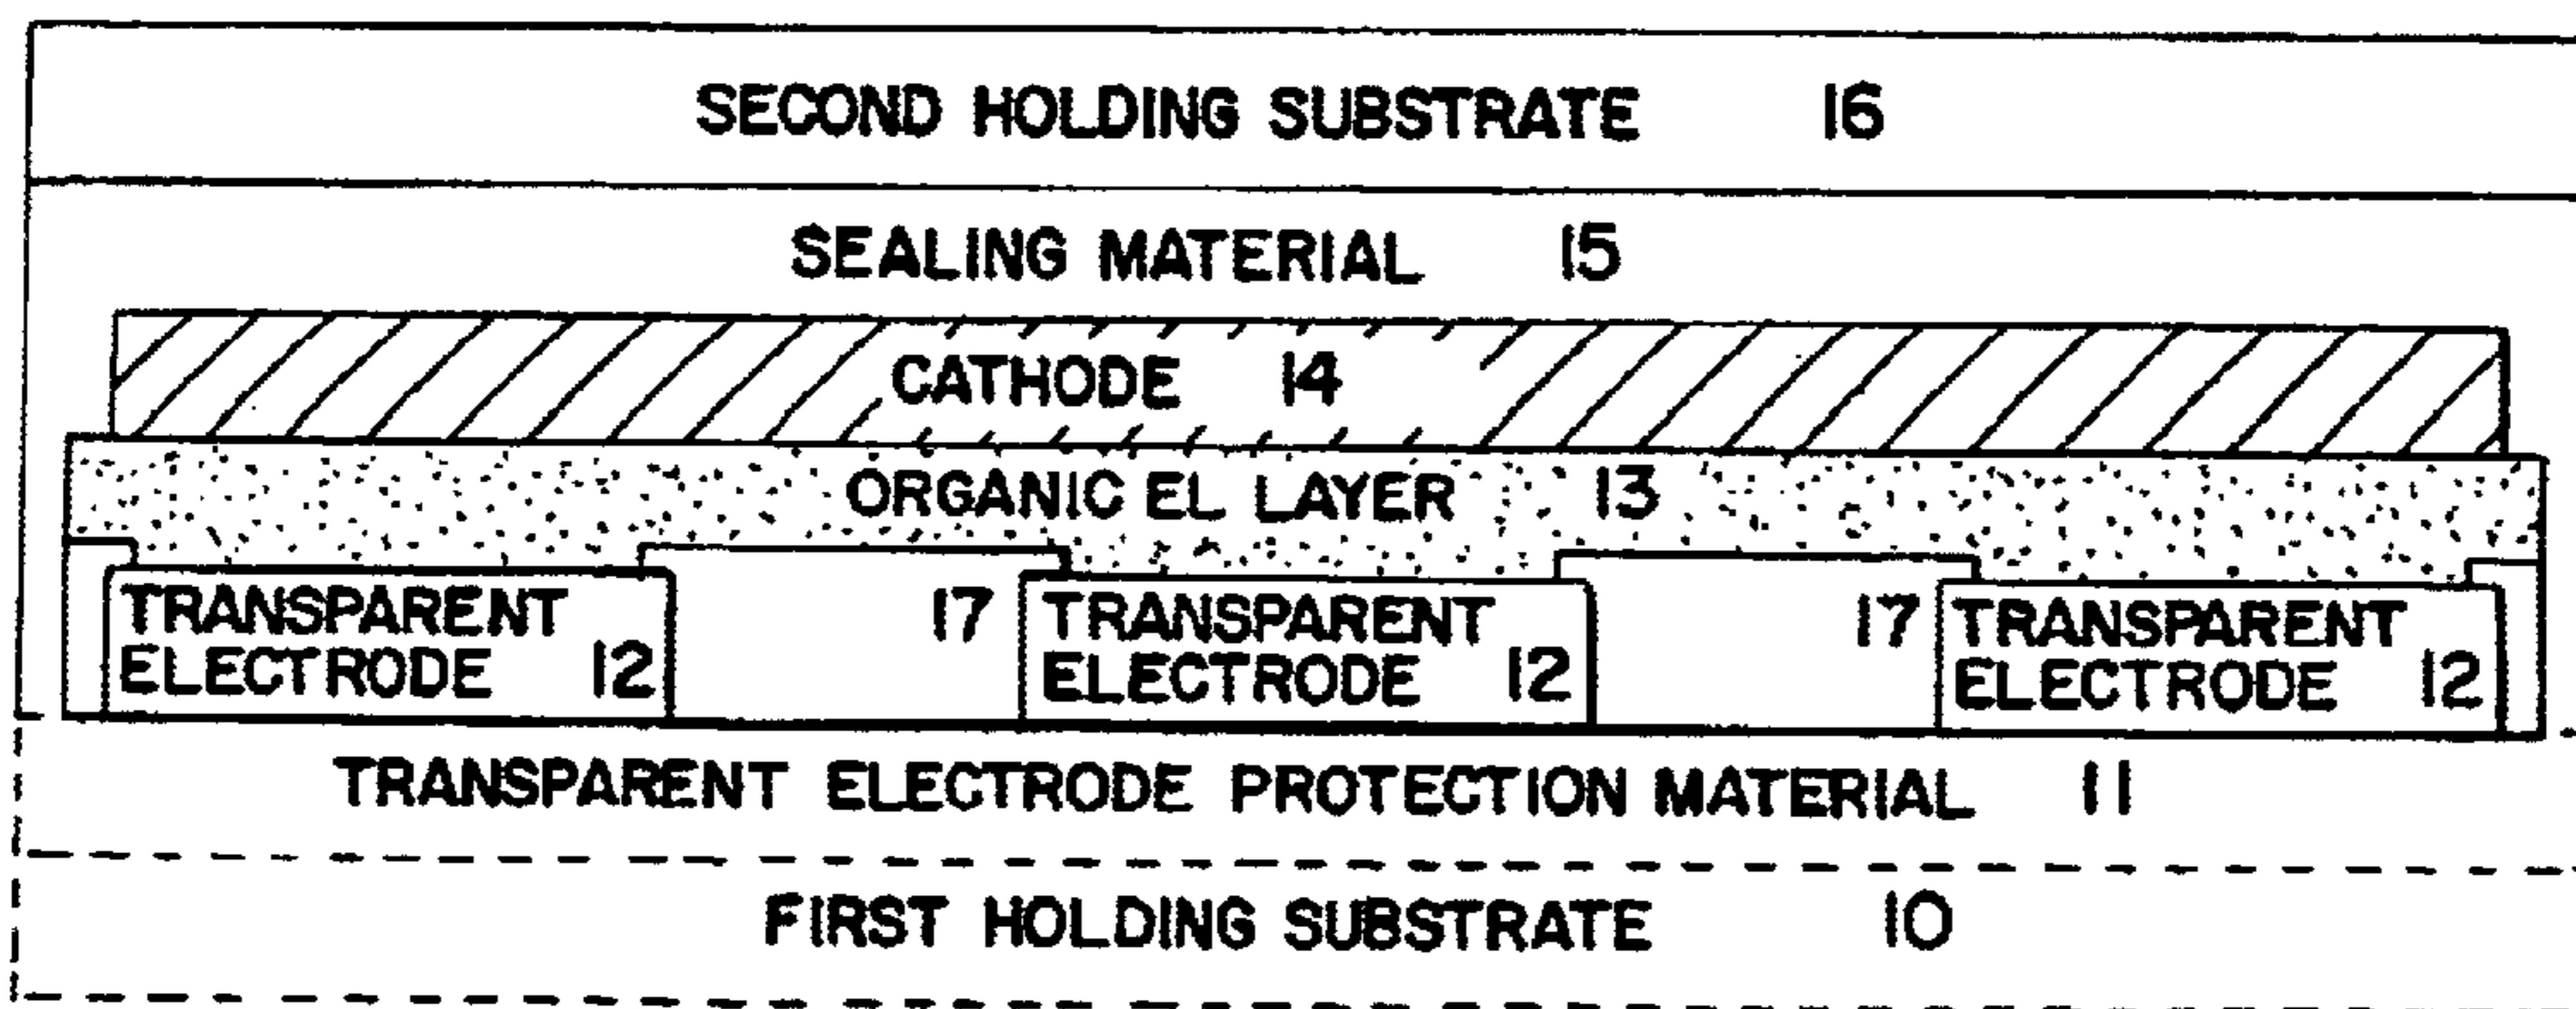 SECOND HOLDING SUBSTRATE 16
SEALING MATERIAL 15
CATHODE 14
ORGANIC EL LAYER 13
TRANSPARENT ELECTRODE 12
17
TRANSPARENT ELECTRODE 12
17
TRANSPARENT ELECTRODE 12
TRANSPARENT ELECTRODE PROTECTION MATERIAL 11
FIRST HOLDING SUBSTRATE 10